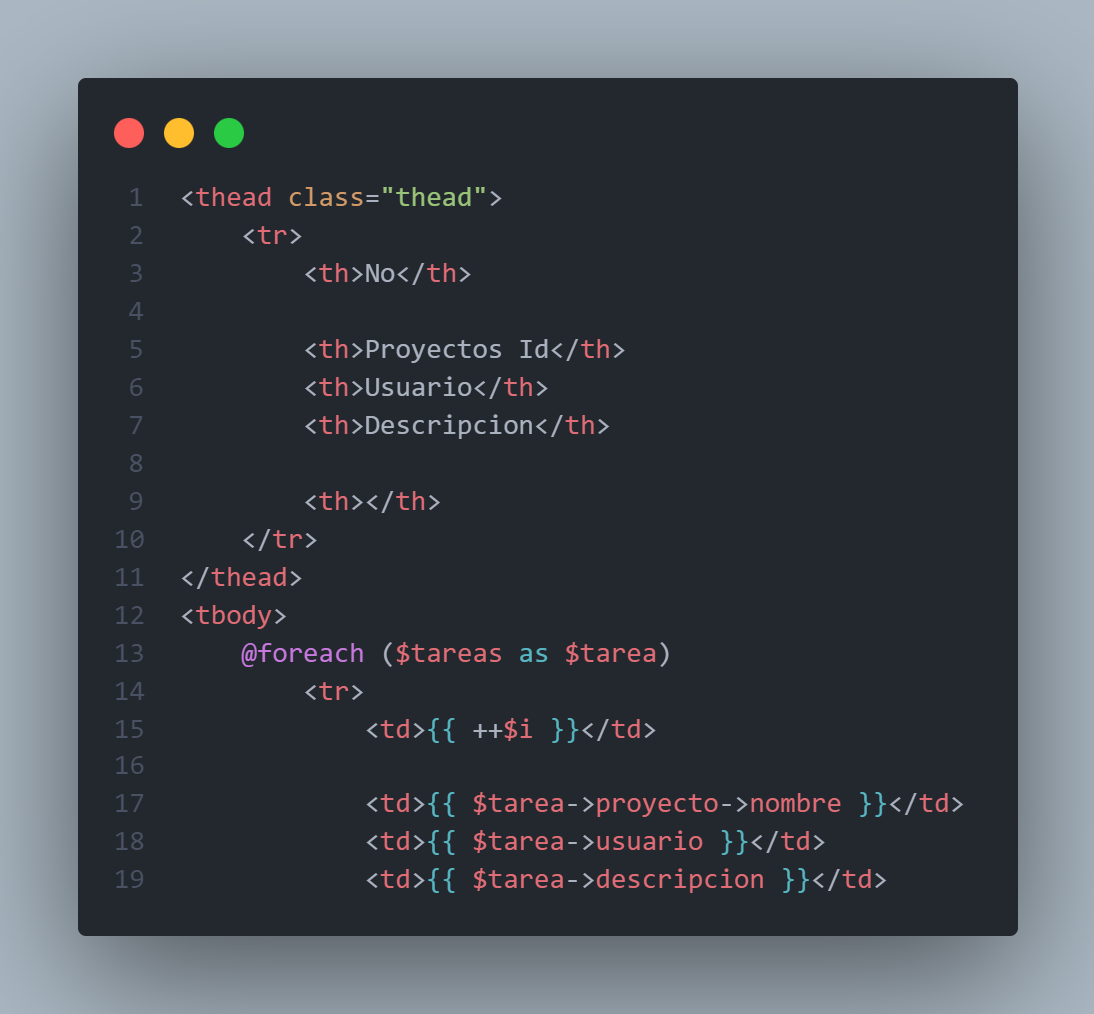 1 <thead class="thead">
2     <tr>
3         <th>No</th>
4
5         <th>Proyectos Id</th>
6         <th>Usuario</th>
7         <th>Descripcion</th>
8
9         <th></th>
10     </tr>
11 </thead>
12 <tbody>
13     @foreach ($tareas as $tarea)
14         <tr>
15             <td>{{ ++$i }}</td>
16
17             <td>{{ $tarea->proyecto->nombre }}</td>
18             <td>{{ $tarea->usuario }}</td>
19             <td>{{ $tarea->descripcion }}</td>